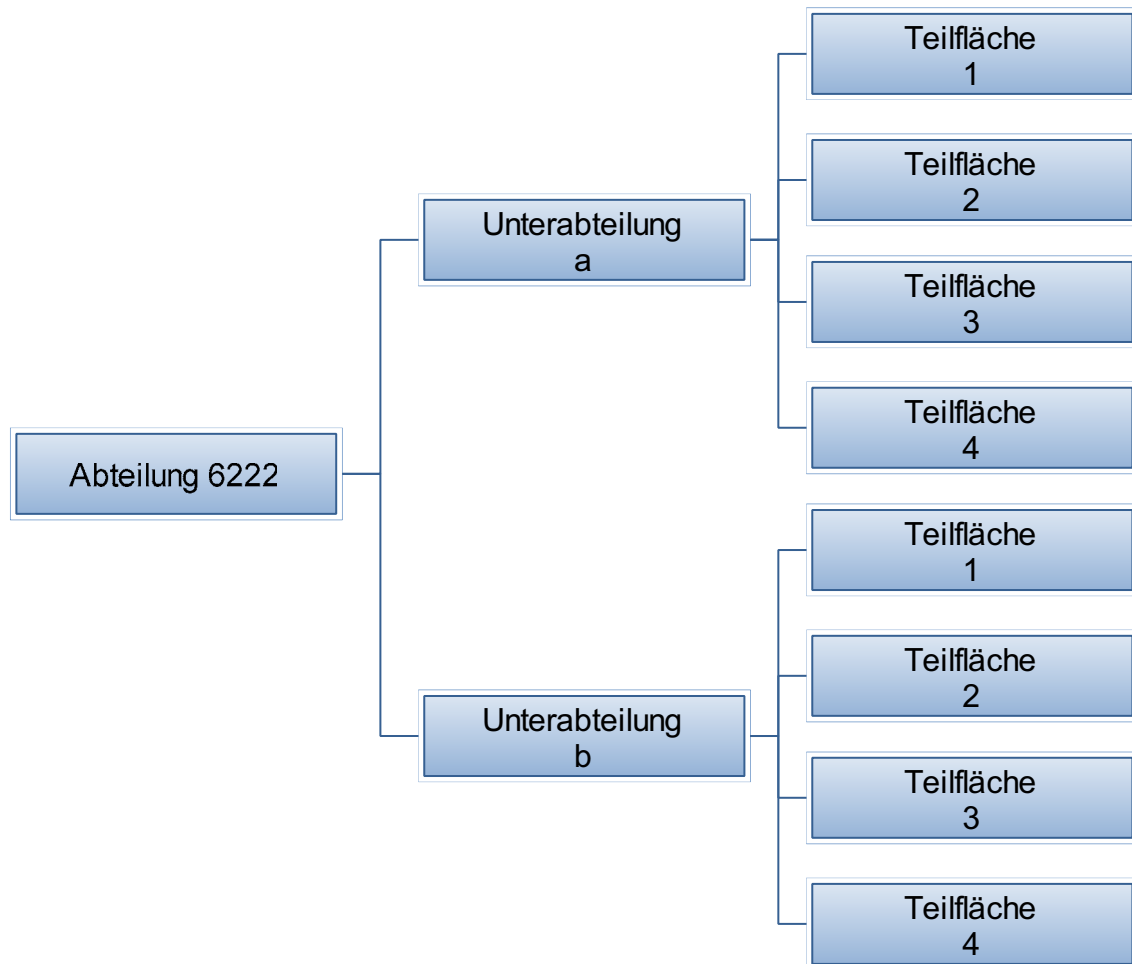 Teilfläche
1
Teilfläche
2
Unterabteilung
a
Teilfläche
3
Teilfläche
4
Abteilung 6222
Teilfläche
1
Teilfläche
2
Unterabteilung
b
Teilfläche
3
Teilfläche
4